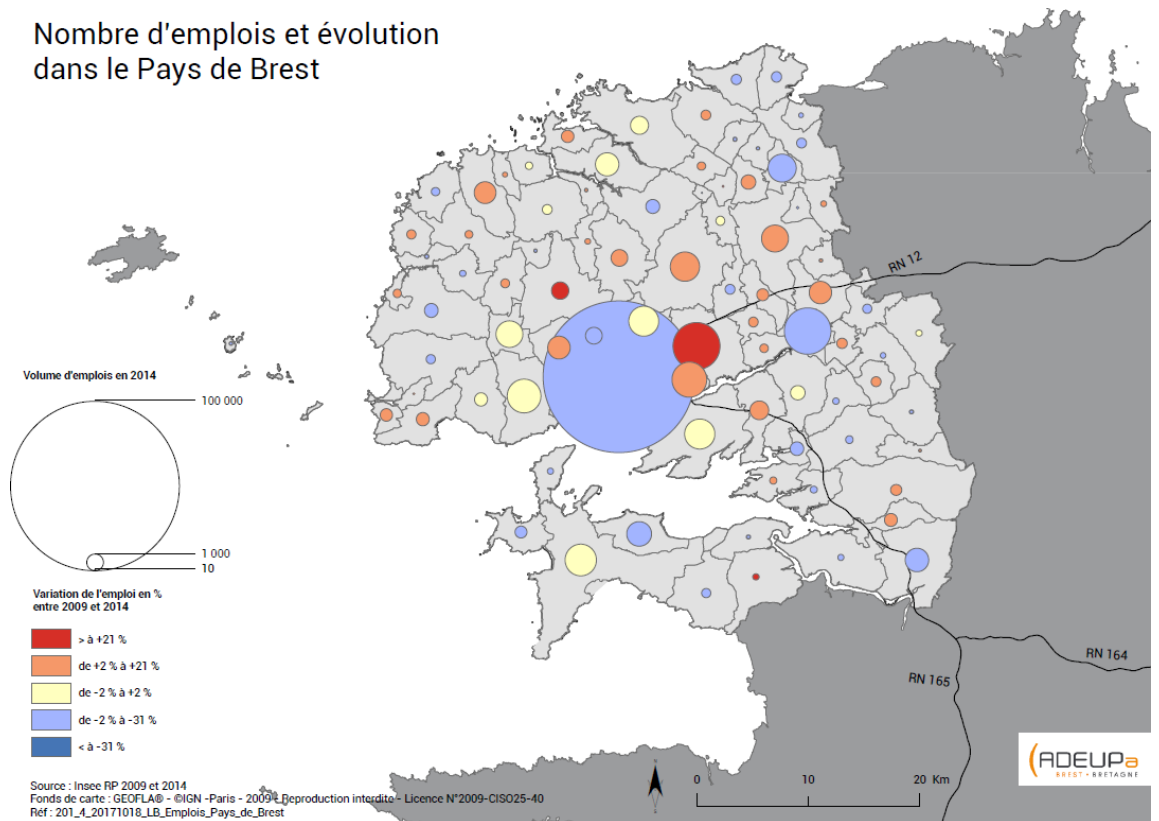 Nombre d'emplois et évolution
dans le Pays de Brest
RN 12
Volume d'emplois en 2014
100 000
1 000
10
Variation de l'emploi en %
entre 2009 et 2014
> à +21 %
de +2 % à +21 %
de -2 % à +2 %
de -2 % à -31 %
< à -31 %
RN 164
RN 165
ADEUPa
BREST • BRETAGNE
0 10 20 Km
Source : Insee RP 2009 et 2014
Fonds de carte : GEOFLA® - ©IGN -Paris - 2009 - Reproduction interdite - Licence N°2009-CISO25-40
Réf : 201_4_20171018_LB_Emplois_Pays_de_Brest